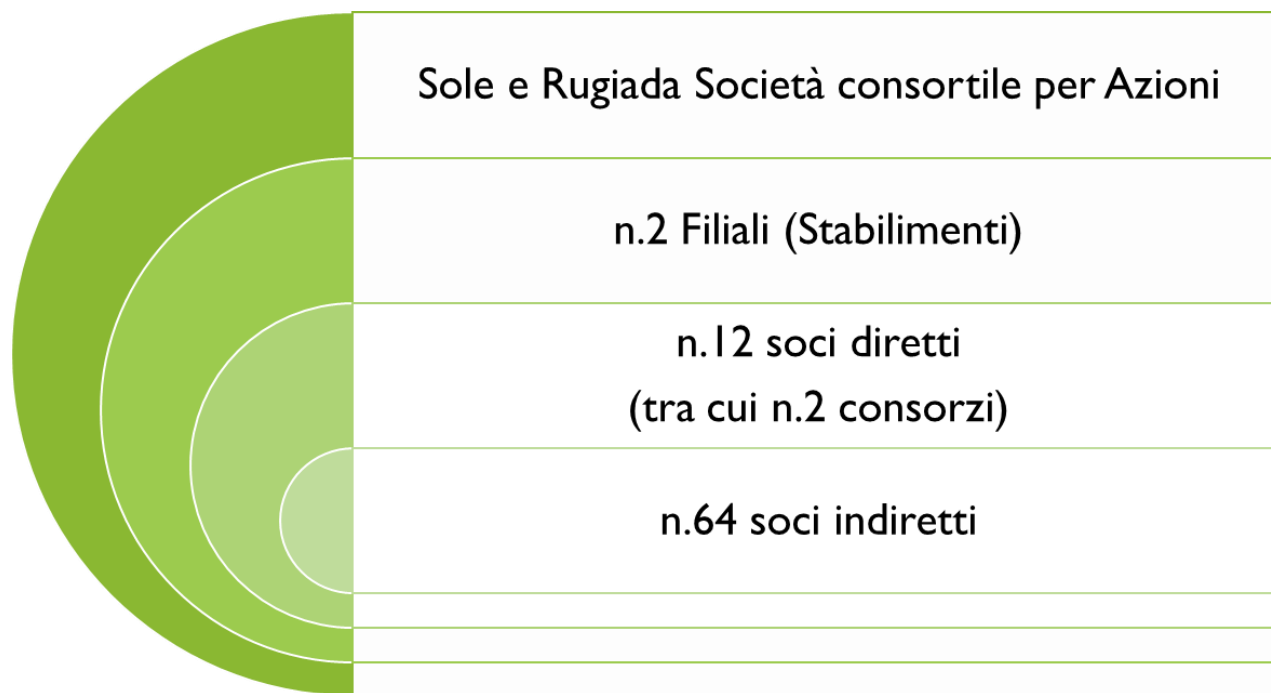 Sole e Rugiada Società consortile per Azioni
n.2 Filiali (Stabilimenti)
n.12 soci diretti
(tra cui n.2 consorzi)
n.64 soci indiretti